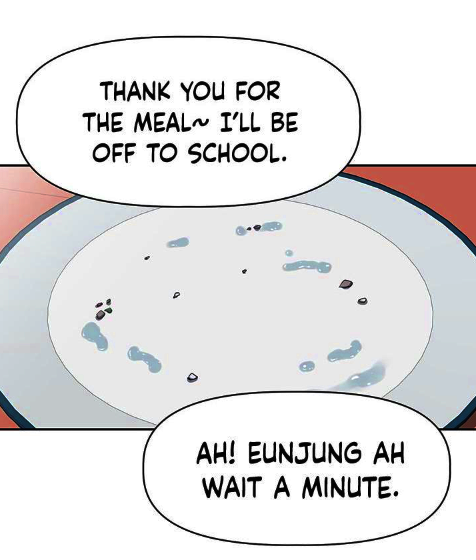 THANK YOU FOR
THE MEAL~ I'LL BE
OFF TO SCHOOL.
AH! EUNJUNG AH
WAIT A MINUTE.